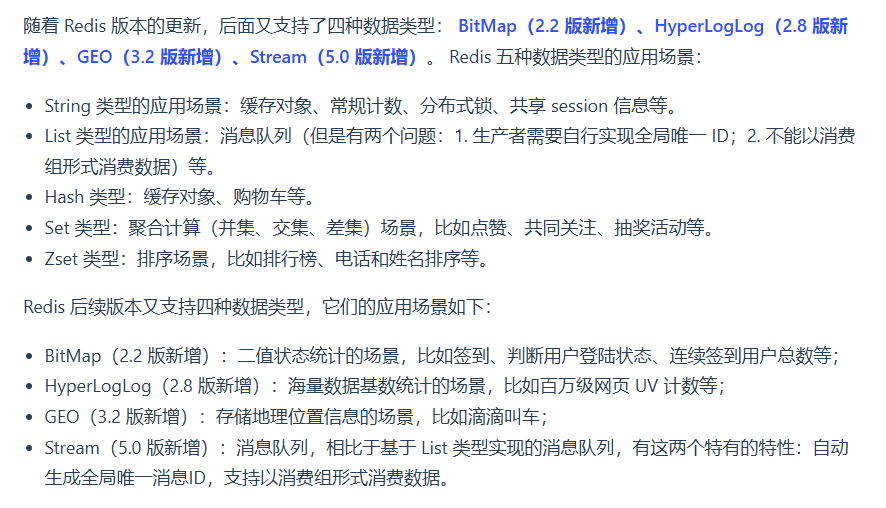 随着 Redis 版本的更新，后面又支持了四种数据类型： BitMap（2.2 版新增）、HyperLogLog（2.8 版新
增）、GEO（3.2 版新增）、Stream（5.0 版新增）。 Redis 五种数据类型的应用场景：
• String 类型的应用场景：缓存对象、常规计数、分布式锁、共享 session 信息等。
• List 类型的应用场景：消息队列（但是有两个问题：1. 生产者需要自行实现全局唯一 ID；2. 不能以消费
组形式消费数据）等。
• Hash 类型：缓存对象、购物车等。
• Set 类型：聚合计算（并集、交集、差集）场景，比如点赞、共同关注、抽奖活动等。
• Zset 类型：排序场景，比如排行榜、电话和姓名排序等。
Redis 后续版本又支持四种数据类型，它们的应用场景如下：
• BitMap（2.2 版新增）：二值状态统计的场景，比如签到、判断用户登陆状态、连续签到用户总数等；
• HyperLogLog（2.8 版新增）：海量数据基数统计的场景，比如百万级网页 UV 计数等；
• GEO（3.2 版新增）：存储地理位置信息的场景，比如滴滴叫车；
• Stream（5.0 版新增）：消息队列，相比于基于 List 类型实现的消息队列，有这两个特有的特性：自动
生成全局唯一消息ID，支持以消费组形式消费数据。